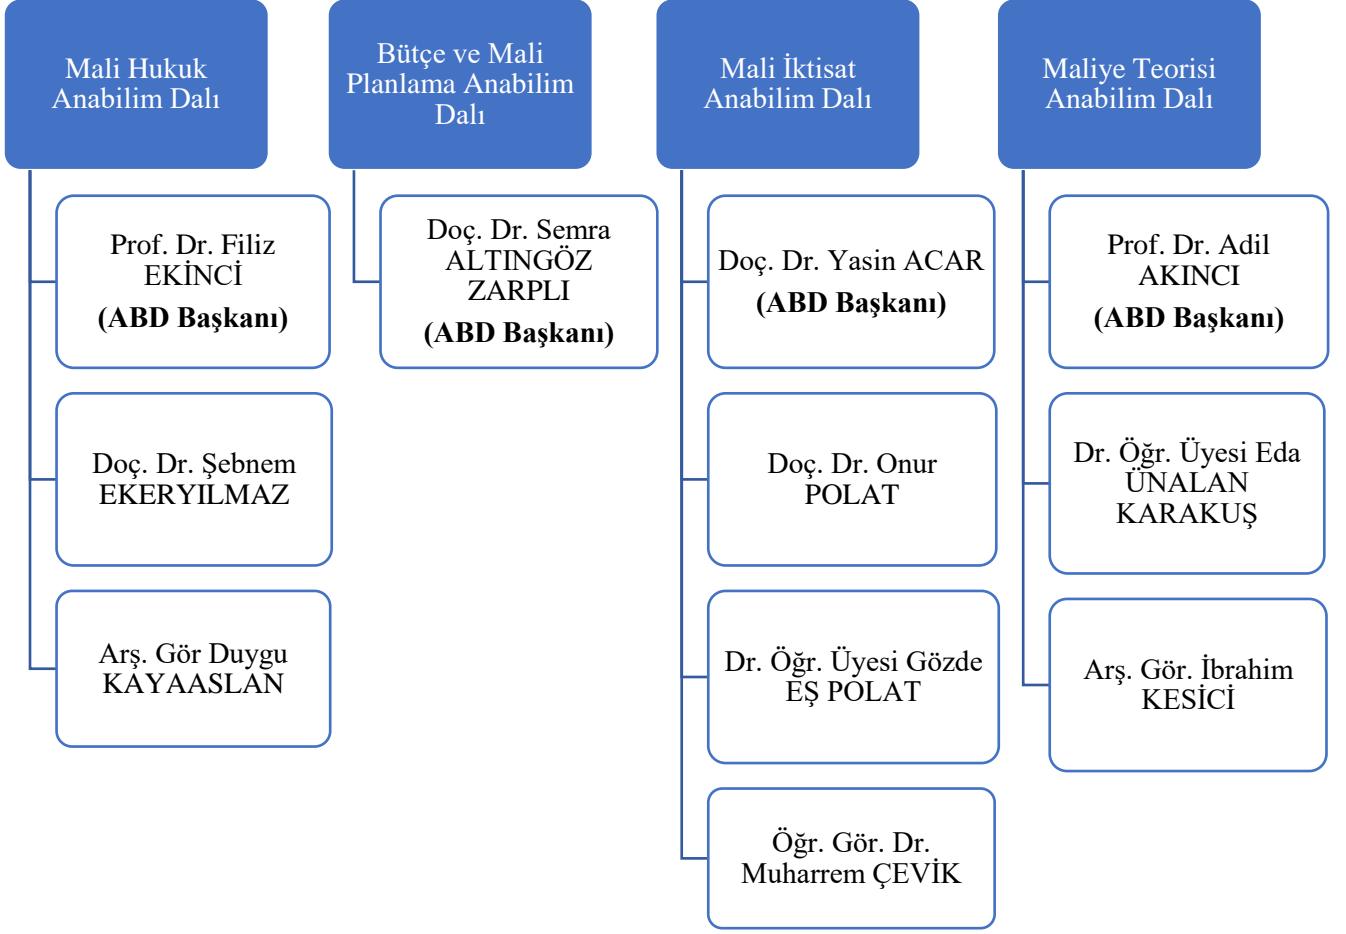 Mali Hukuk
Anabilim Dalı
Prof. Dr. Filiz
EKİNCİ
(ABD Başkanı)
Doç. Dr. Şebnem
EKERYILMAZ
Arş. Gör Duygu
KAYAASLAN
Bütçe ve Mali
Planlama Anabilim
Dalı
Doç. Dr. Semra
ALTINGÖZ
ZARPLI
(ABD Başkanı)
Mali İktisat
Anabilim Dalı
Doç. Dr. Yasin ACAR
(ABD Başkanı)
Doç. Dr. Onur
POLAT
Dr. Öğr. Üyesi Gözde
EŞ POLAT
Öğr. Gör. Dr.
Muharrem ÇEVİK
Maliye Teorisi
Anabilim Dalı
Prof. Dr. Adil
AKINCI
(ABD Başkanı)
Dr. Öğr. Üyesi Eda
ÜNALAN
KARAKUŞ
Arş. Gör. İbrahim
KESİCİ